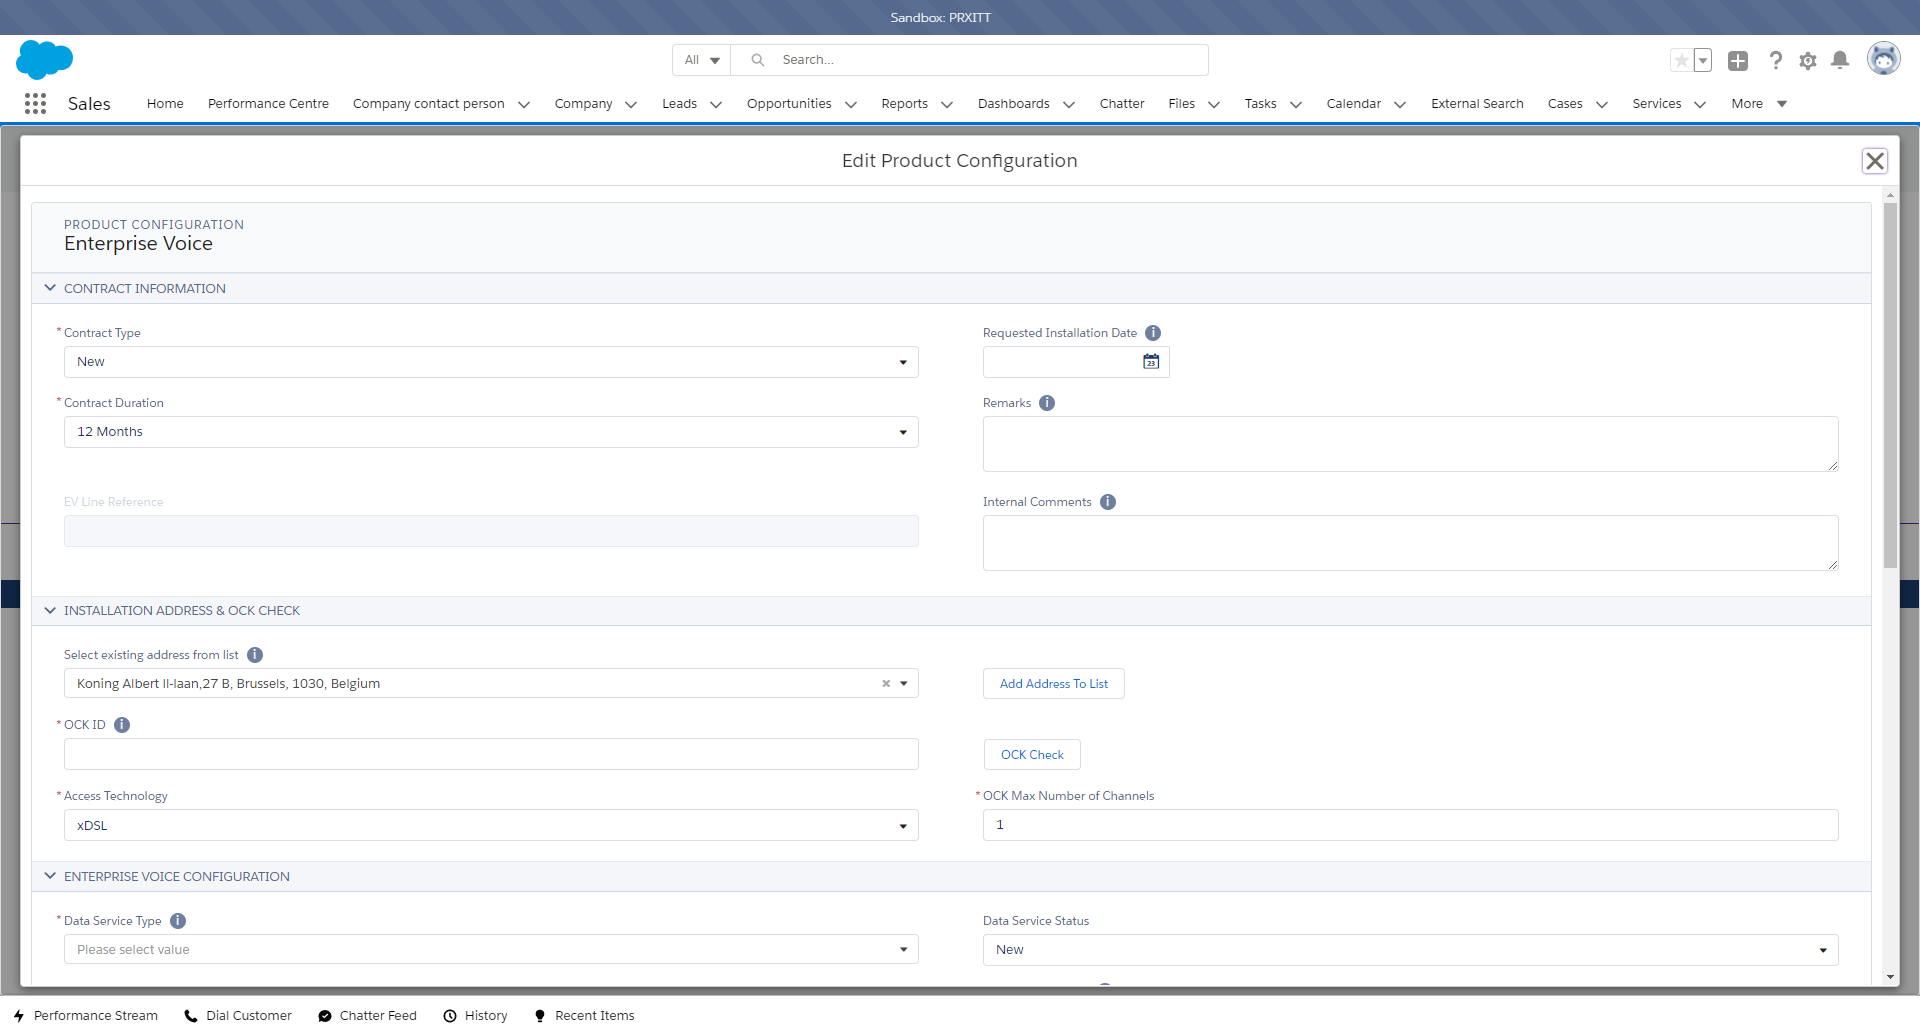 Sandbox: PRXITT
All
Search...
Sales
Home
Performance Centre
Company contact person
Company
Leads
Opportunities
Reports
Dashboards
Chatter
Files
Tasks
Calendar
External Search
Cases
Services
More
Edit Product Configuration
PRODUCT CONFIGURATION
Enterprise Voice
CONTRACT INFORMATION
* Contract Type
New
Requested Installation Date
23
* Contract Duration
12 Months
Remarks
EV Line Reference
Internal Comments
INSTALLATION ADDRESS & OCK CHECK
Select existing address from list
Koning Albert II-laan,27 B, Brussels, 1030, Belgium
Add Address To List
* OCK ID
OCK Check
* Access Technology
xDSL
* OCK Max Number of Channels
1
ENTERPRISE VOICE CONFIGURATION
* Data Service Type
Please select value
Data Service Status
New
Performance Stream
Dial Customer
Chatter Feed
History
Recent Items